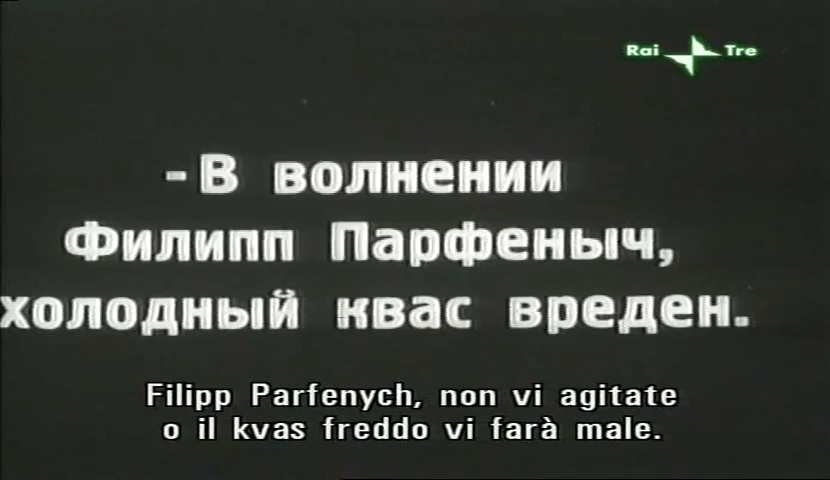 Rai Tre
-В волнении
Филипп Парфеныч,
холодный квас вреден.
Filipp Parfenych, non vi agitate
o il kvas freddo vi farà male.